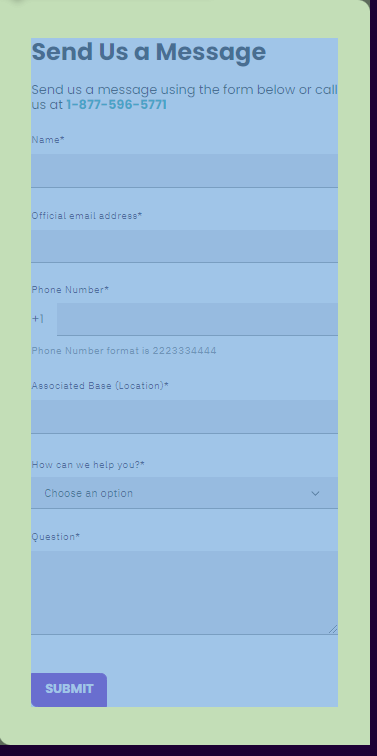 Send Us a Message
Send us a message using the form below or call
us at 1-877-596-5771
Name*
Official email address*
Phone Number*
+1
Phone Number format is 2223334444
Associated Base (Location)*
How can we help you?*
Choose an option
Question*
SUBMIT